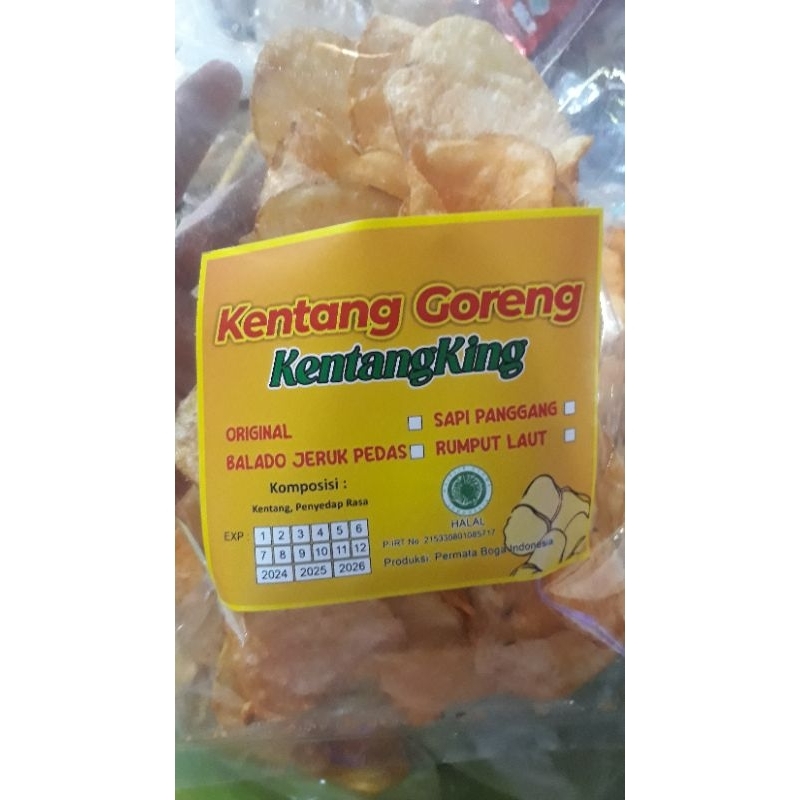 Kentang Goreng
KentangKing
ORIGINAL
SAPI PANGGANG
BALADO JERUK PEDAS
RUMPUT LAUT
Komposisi :
Kentang, Penyedap Rasa
EXP :
1 2 3 4 5 6
7 8 9 10 11 12
2024 2025 2026
HALAL
P-IRT No. 215330801085717
Produksi: Permata Boga Indonesia